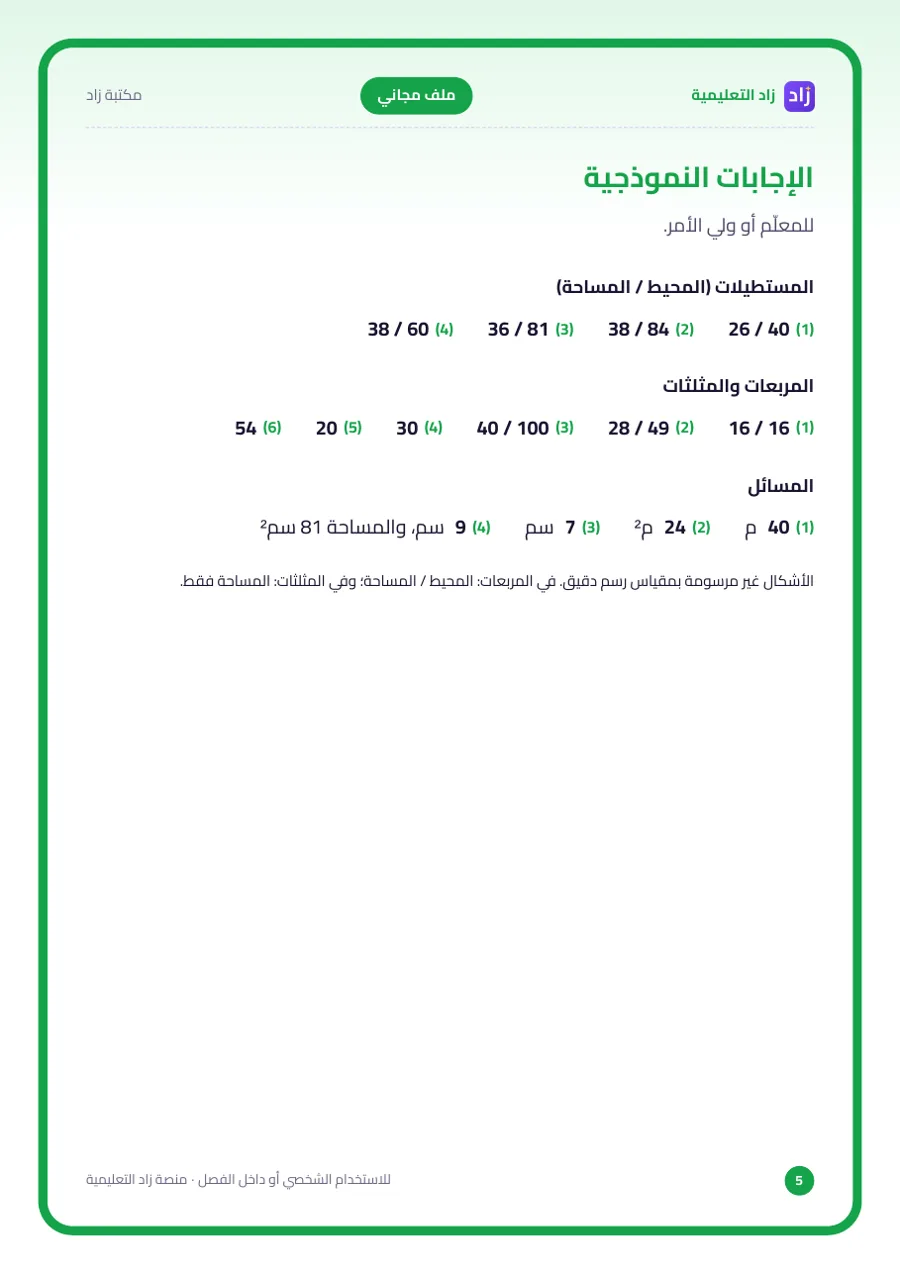 زاد زاد التعليمية
ملف مجاني
مكتبة زاد
الإجابات النموذجية
للمعلّم أو ولي الأمر.
المستطيلات (المحيط / المساحة)
(1) 26 / 40 (2) 38 / 84 (3) 36 / 81 (4) 38 / 60
المربعات والمثلثات
(1) 16 / 16 (2) 28 / 49 (3) 40 / 100 (4) 30 (5) 20 (6) 54
المسائل
(1) 40 م (2) 24 م² (3) 7 سم (4) 9 سم، والمساحة 81 سم²
الأشكال غير مرسومة بمقياس رسم دقيق. في المربعات: المحيط / المساحة؛ وفي المثلثات: المساحة فقط.
5
للاستخدام الشخصي أو داخل الفصل · منصة زاد التعليمية